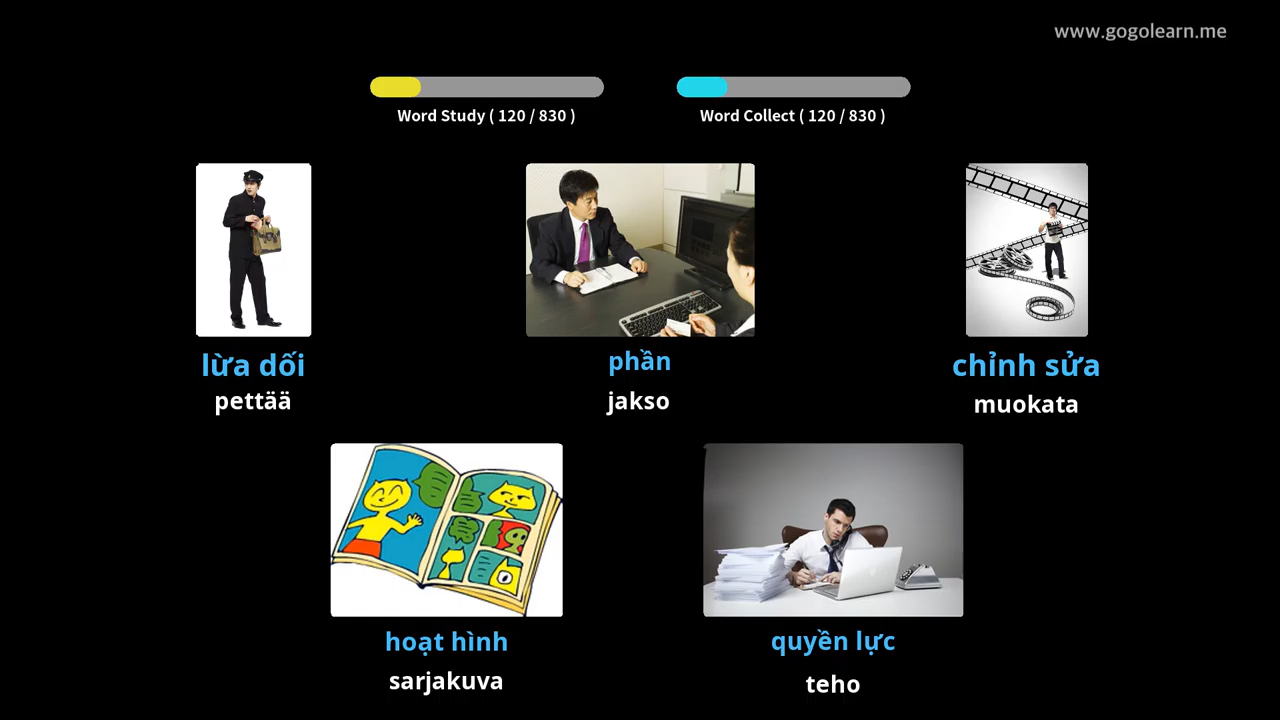 www.gogolearn.me
Word Study ( 120 / 830 )
Word Collect ( 120 / 830 )
lừa dối
pettää
phần
jakso
chỉnh sửa
muokata
hoạt hình
sarjakuva
quyền lực
teho